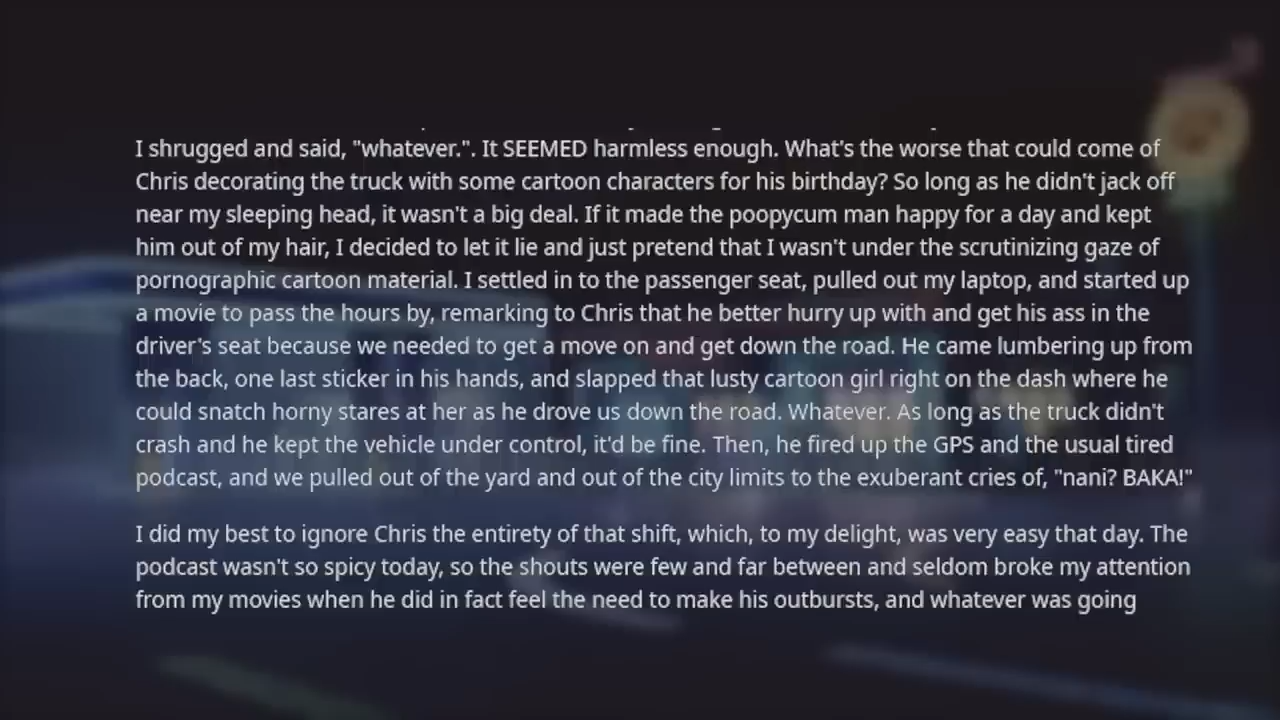 I shrugged and said, "whatever.". It SEEMED harmless enough. What's the worse that could come of
Chris decorating the truck with some cartoon characters for his birthday? So long as he didn't jack off
near my sleeping head, it wasn't a big deal. If it made the poopycum man happy for a day and kept
him out of my hair, I decided to let it lie and just pretend that I wasn't under the scrutinizing gaze of
pornographic cartoon material. I settled in to the passenger seat, pulled out my laptop, and started up
a movie to pass the hours by, remarking to Chris that he better hurry up with and get his ass in the
driver's seat because we needed to get a move on and get down the road. He came lumbering up from
the back, one last sticker in his hands, and slapped that lusty cartoon girl right on the dash where he
could snatch horny stares at her as he drove us down the road. Whatever. As long as the truck didn't
crash and he kept the vehicle under control, it'd be fine. Then, he fired up the GPS and the usual tired
podcast, and we pulled out of the yard and out of the city limits to the exuberant cries of, "nani? BAKA!"
I did my best to ignore Chris the entirety of that shift, which, to my delight, was very easy that day. The
podcast wasn't so spicy today, so the shouts were few and far between and seldom broke my attention
from my movies when he did in fact feel the need to make his outbursts, and whatever was going